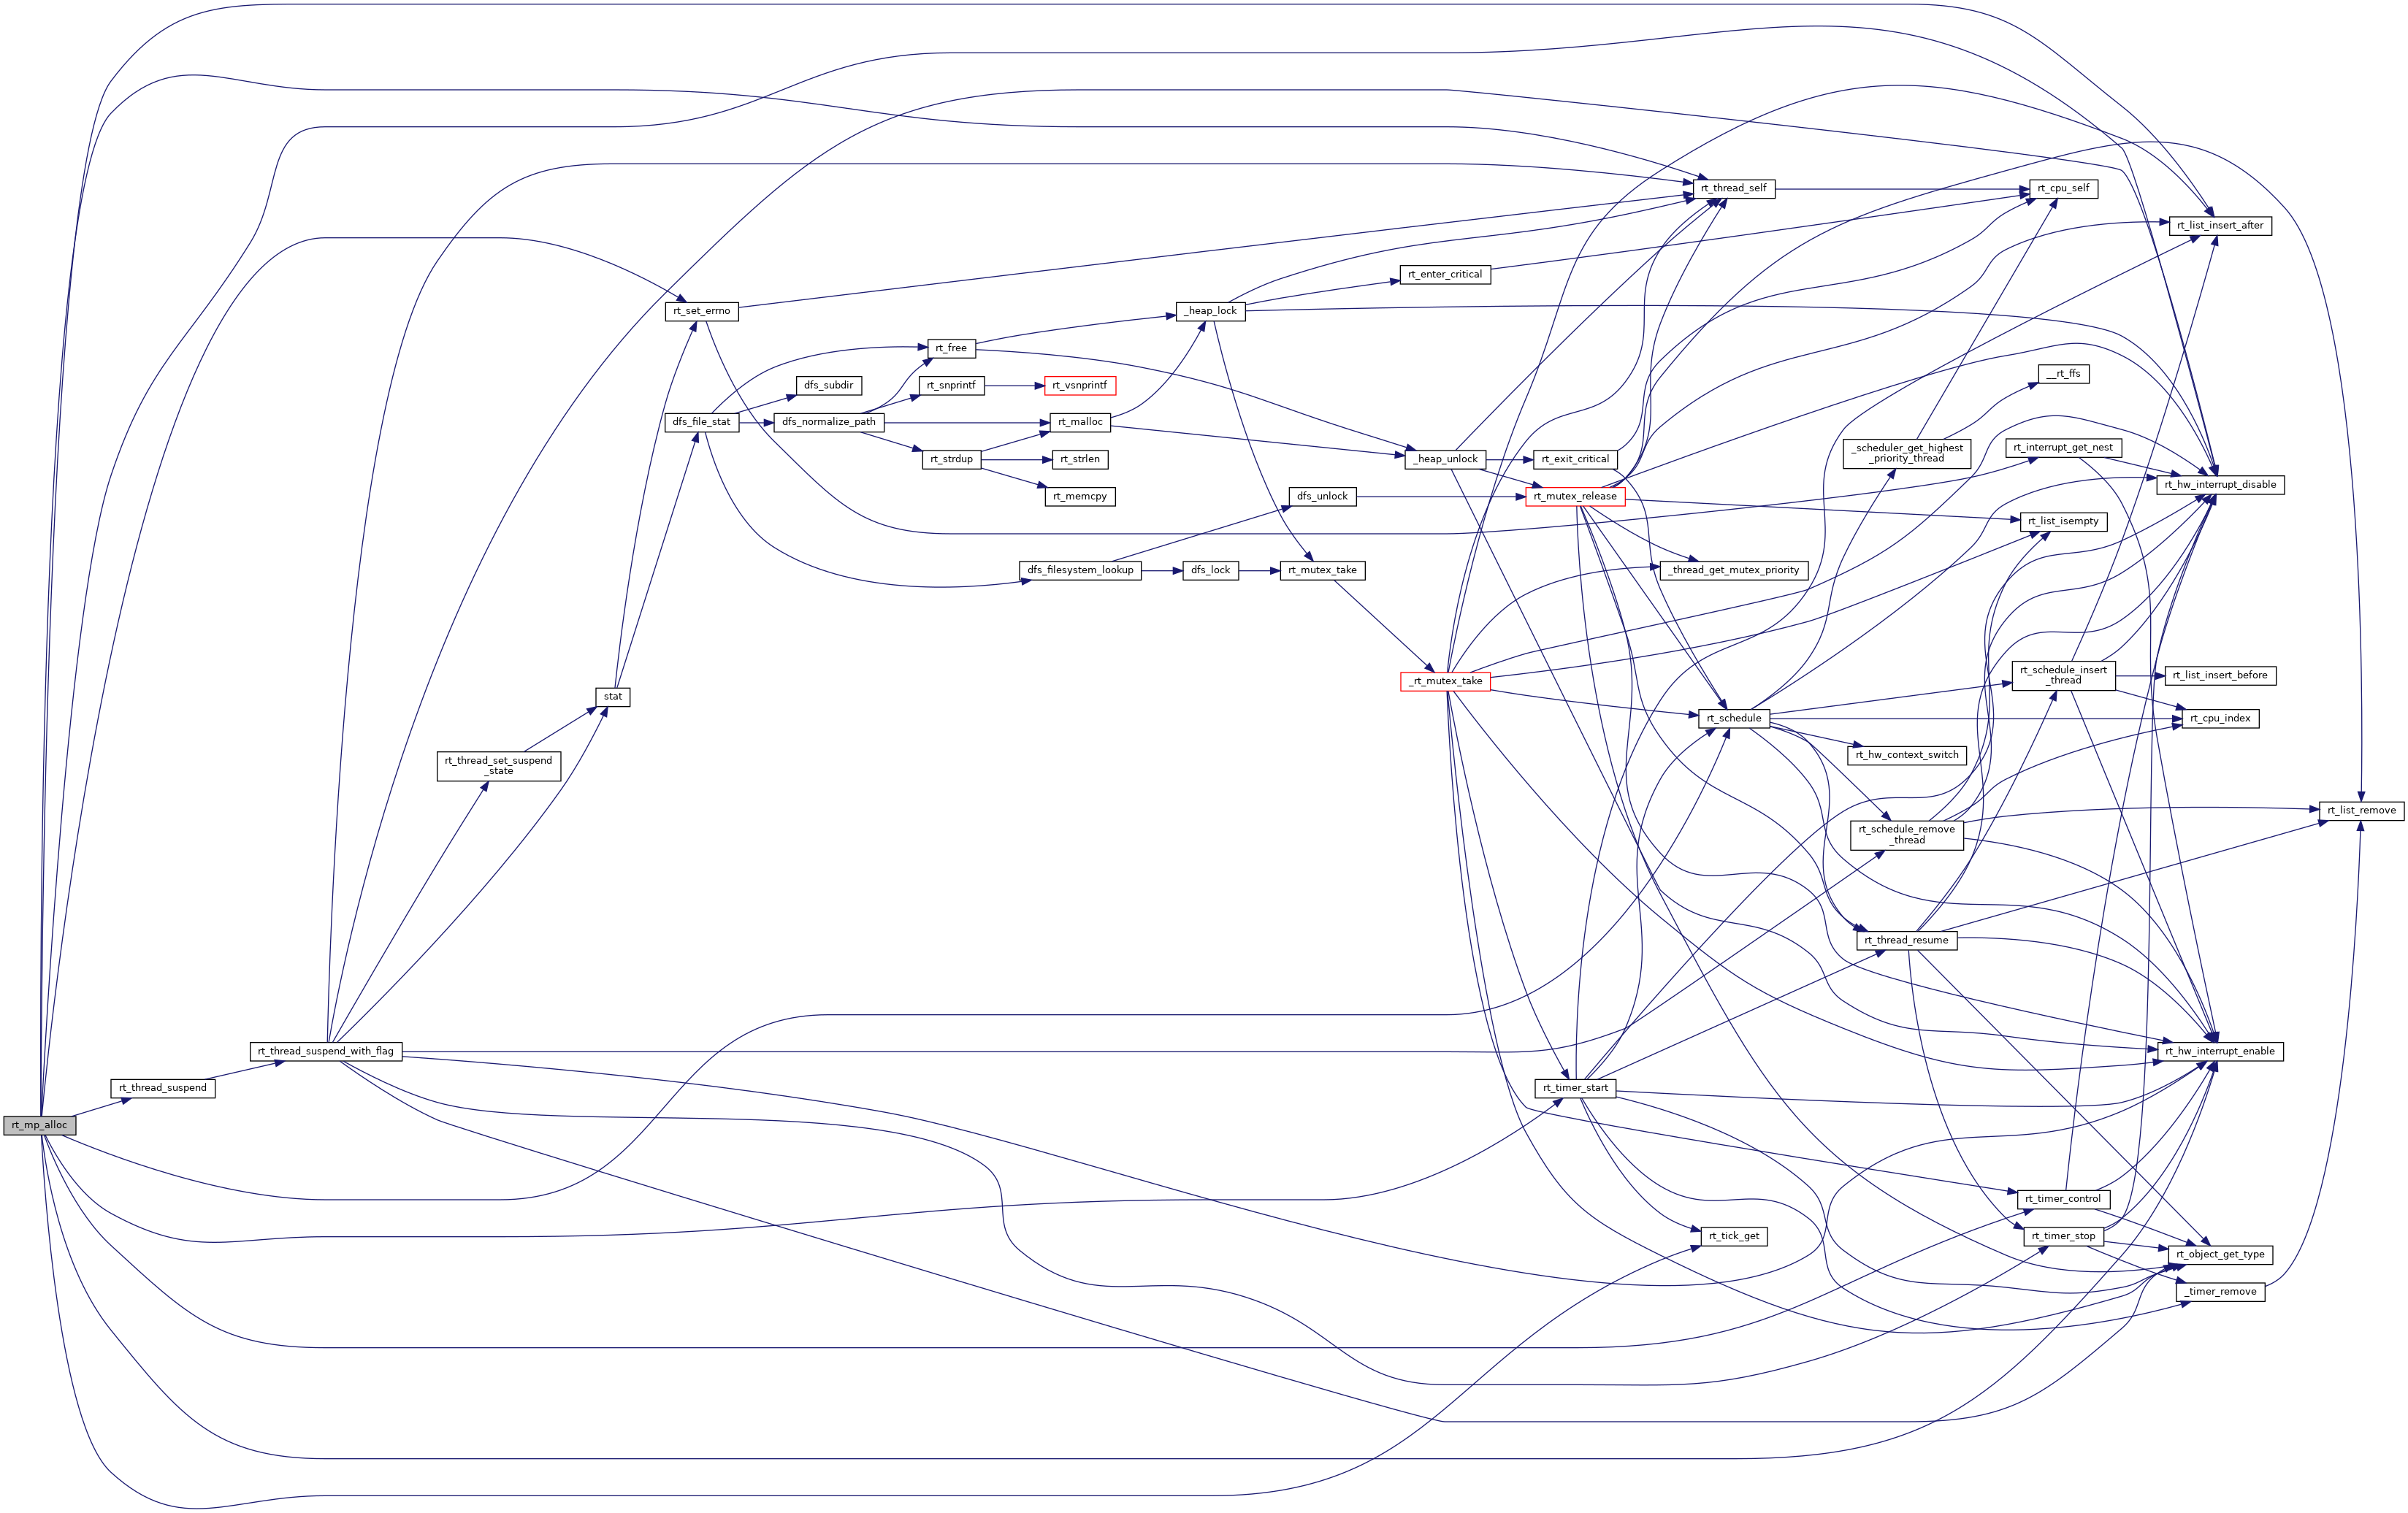 rt_thread_self
rt_cpu_self
rt_list_insert_after
rt_enter_critical
rt_set_errno
_heap_lock
rt_free
__rt_ffs
dfs_subdir
rt_snprintf
rt_vsnprintf
dfs_file_stat
dfs_normalize_path
rt_malloc
_scheduler_get_highest
_priority_thread
rt_interrupt_get_nest
rt_strdup
rt_strlen
_heap_unlock
rt_exit_critical
rt_hw_interrupt_disable
rt_memcpy
dfs_unlock
rt_mutex_release
rt_list_isempty
dfs_filesystem_lookup
dfs_lock
rt_mutex_take
_thread_get_mutex_priority
_rt_mutex_take
rt_schedule_insert
_thread
rt_list_insert_before
stat
rt_schedule
rt_cpu_index
rt_hw_context_switch
rt_thread_set_suspend
_state
rt_list_remove
rt_schedule_remove
_thread
rt_thread_resume
rt_thread_suspend_with_flag
rt_hw_interrupt_enable
rt_thread_suspend
rt_timer_start
rt_mp_alloc
rt_timer_control
rt_tick_get
rt_timer_stop
rt_object_get_type
_timer_remove